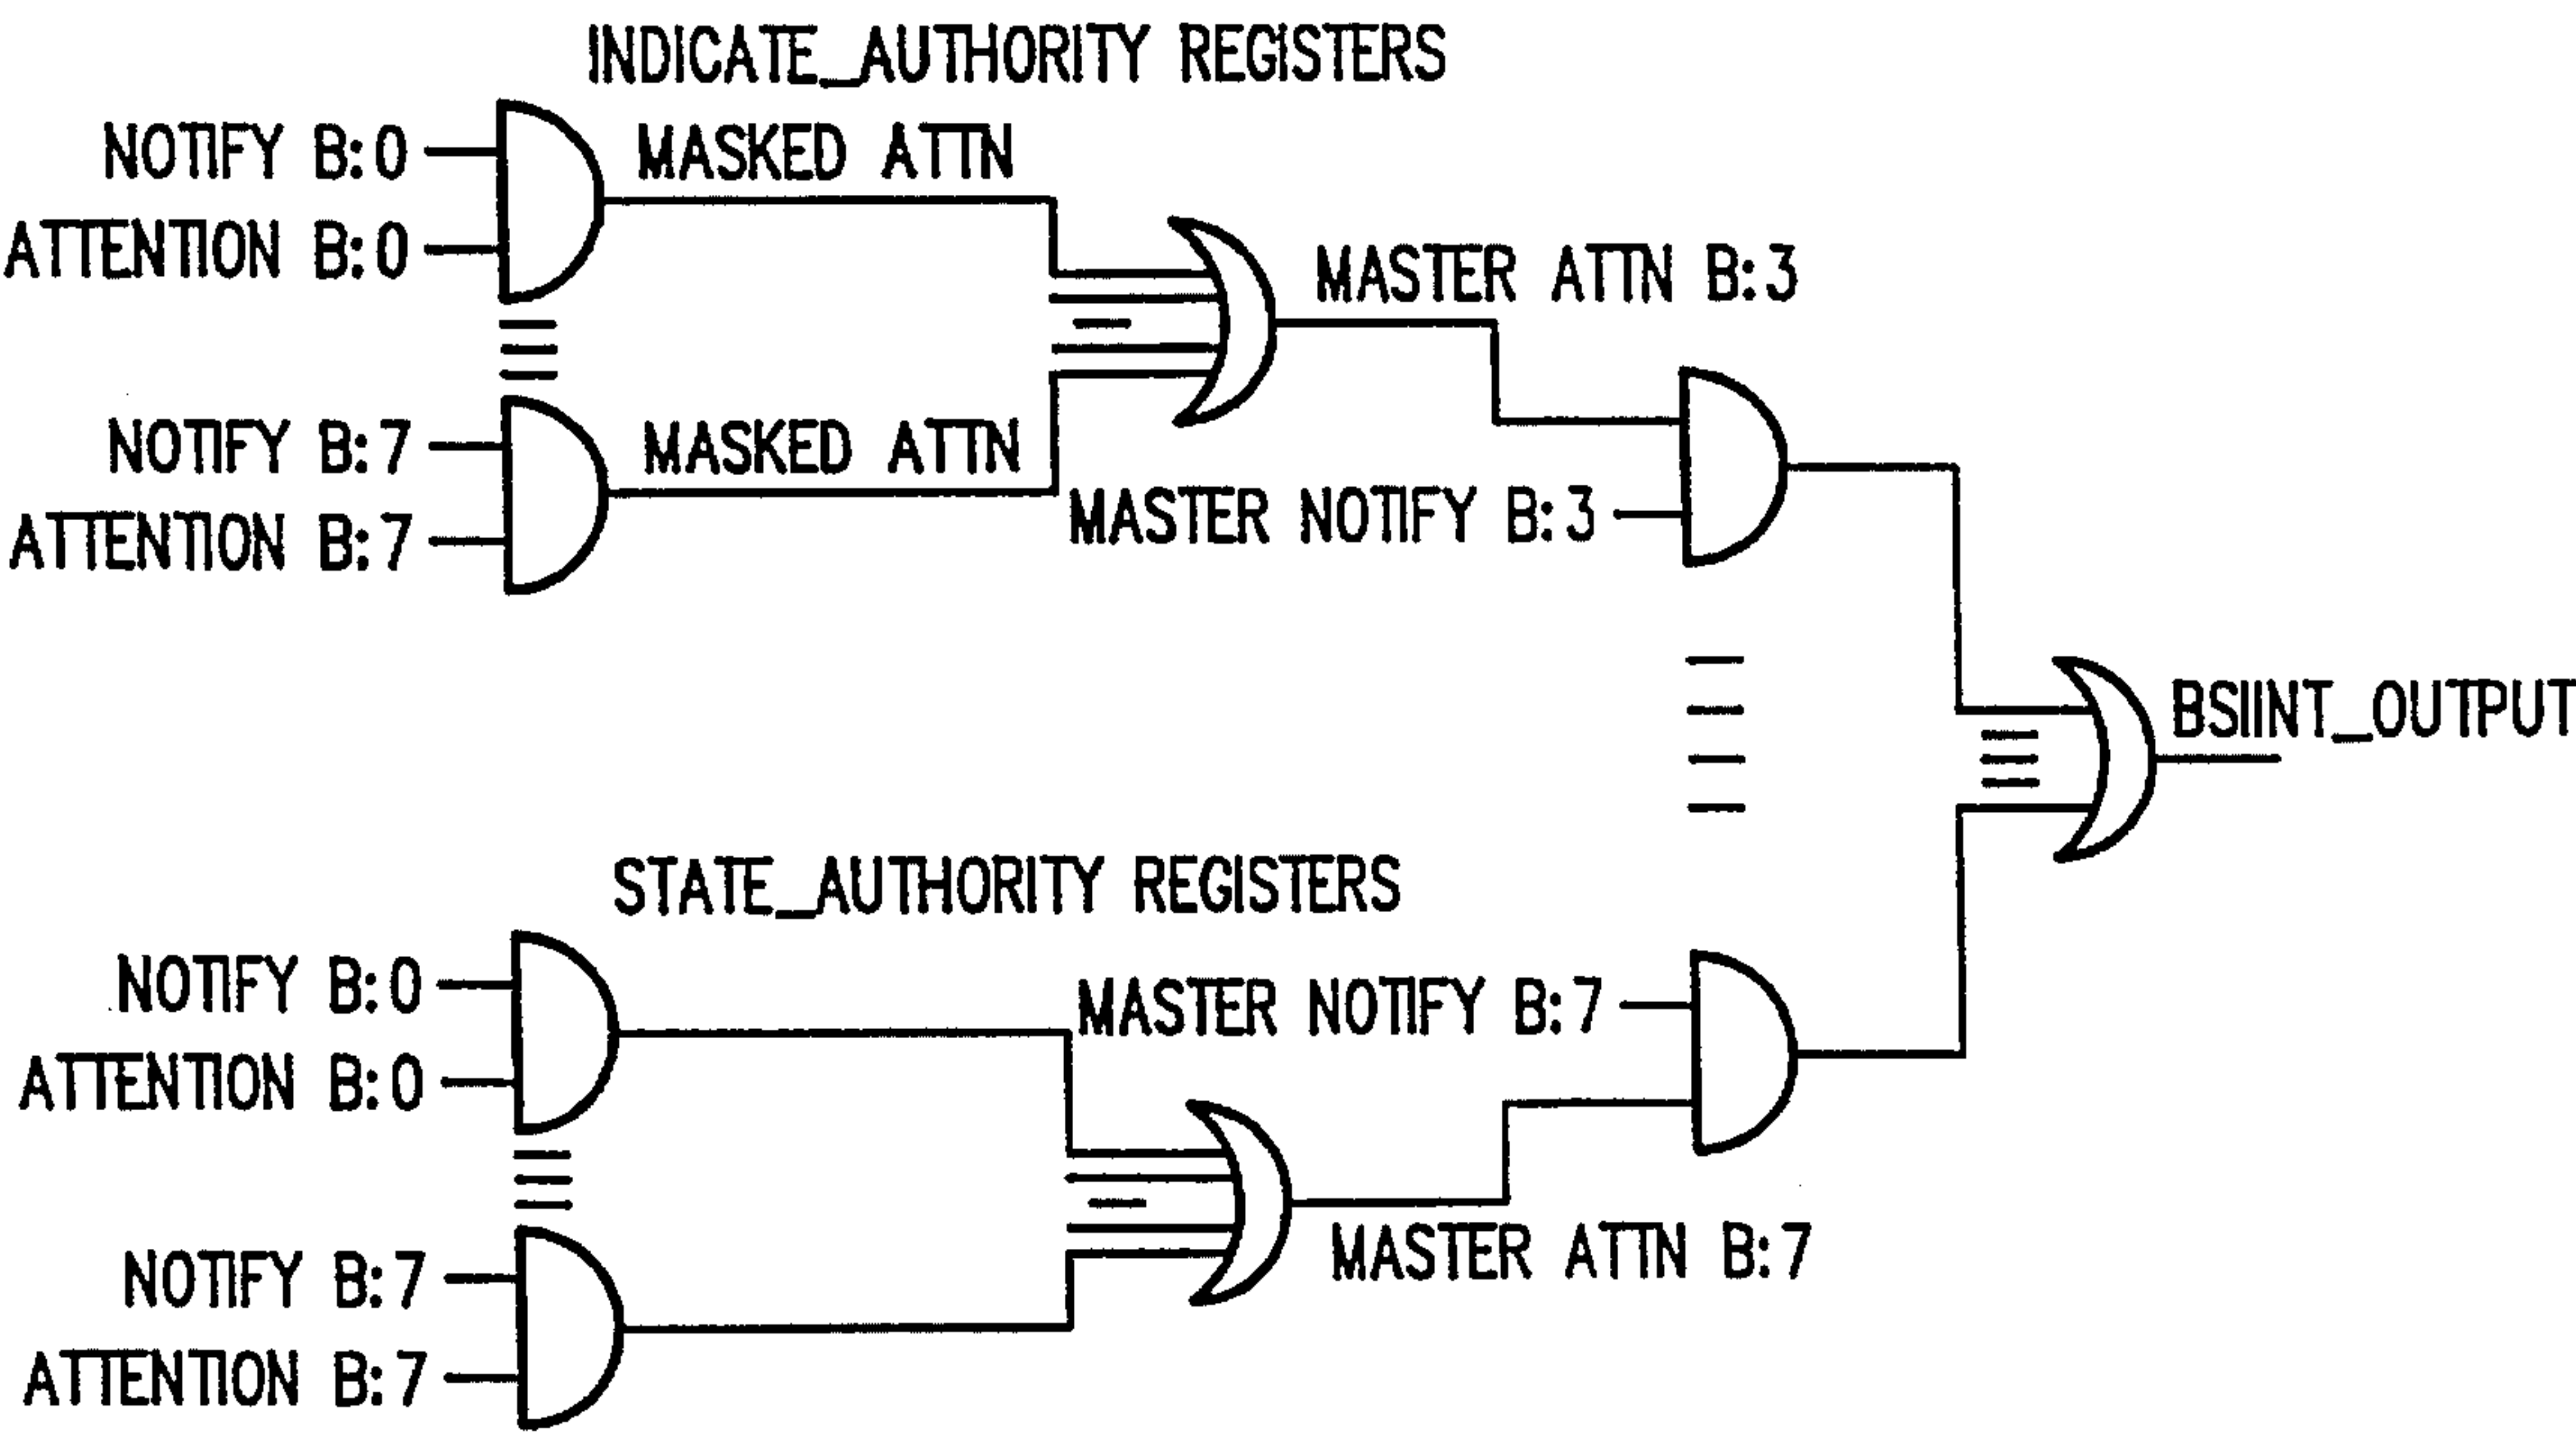 INDICATE_AUTHORITY REGISTERS
NOTIFY B:0
MASKED ATTN
ATTENTION B:0
MASTER ATTN B:3
NOTIFY B:7
MASKED ATTN
MASTER NOTIFY B:3
ATTENTION B:7
BSIINT_OUTPUT
STATE_AUTHORITY REGISTERS
NOTIFY B:0
MASTER NOTIFY B:7
ATTENTION B:0
MASTER ATTN B:7
NOTIFY B:7
ATTENTION B:7